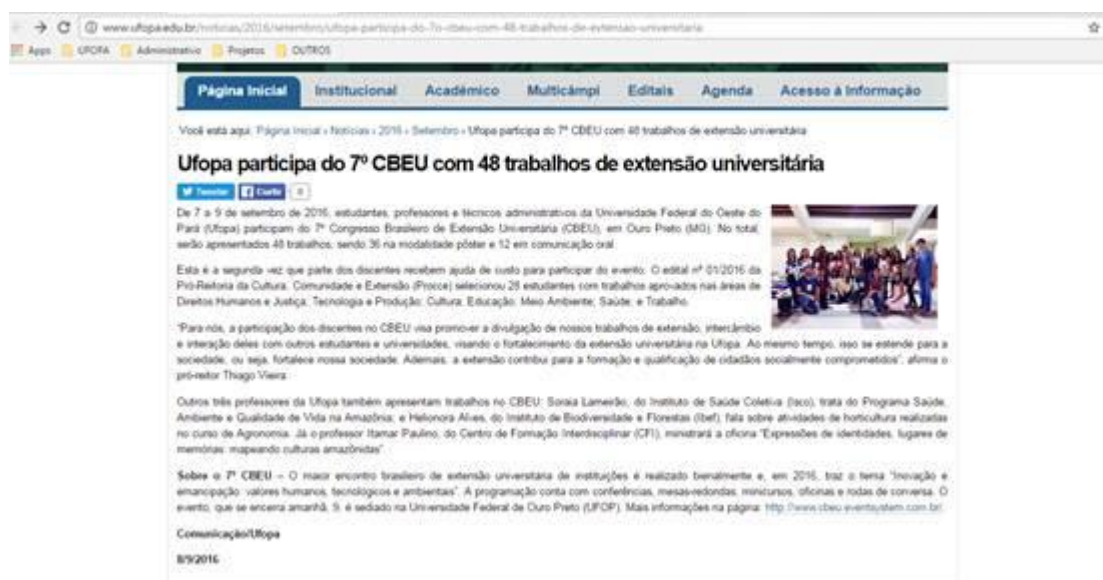 www.ufopa.edu.br/noticias/2016/setembro/ufopa-participa-do-7o-cbeu-com-48-trabalhos-de-extensao-universitaria
Apps UFOPA Administrativo Projetos OUTROS
Página Inicial Institucional Acadêmico Multicâmpi Editais Agenda Acesso à Informação
Você está aqui: Página Inicial › Notícias › 2016 › Setembro › Ufopa participa do 7º CBEU com 48 trabalhos de extensão universitária
Ufopa participa do 7º CBEU com 48 trabalhos de extensão universitária
Tweetar Curtir 0
De 7 a 9 de setembro de 2016, estudantes, professores e técnicos administrativos da Universidade Federal do Oeste do
Pará (Ufopa) participam do 7º Congresso Brasileiro de Extensão Universitária (CBEU), em Ouro Preto (MG). No total,
serão apresentados 48 trabalhos, sendo 36 na modalidade pôster e 12 em comunicação oral.
Esta é a segunda vez que parte dos discentes recebem ajuda de custo para participar do evento. O edital nº 01/2016 da
Pró-Reitoria da Cultura, Comunidade e Extensão (Procce) selecionou 28 estudantes com trabalhos aprovados nas áreas de
Direitos Humanos e Justiça; Tecnologia e Produção; Cultura; Educação; Meio Ambiente; Saúde; e Trabalho.
"Para nós, a participação dos discentes no CBEU visa promover a divulgação de nossos trabalhos de extensão, intercâmbio
e interação deles com outros estudantes e universidades, visando o fortalecimento da extensão universitária na Ufopa. Ao mesmo tempo, isso se estende para a
sociedade, ou seja, fortalece nossa sociedade. Ademais, a extensão contribui para a formação e qualificação de cidadãos socialmente comprometidos", afirma o
pró-reitor Thiago Vieira.
Outros três professores da Ufopa também apresentam trabalhos no CBEU: Soraia Lameirão, do Instituto de Saúde Coletiva (Isco), trata do Programa Saúde,
Ambiente e Qualidade de Vida na Amazônia; e Helionora Alves, do Instituto de Biodiversidade e Florestas (Ibef), fala sobre atividades de horticultura realizadas
no curso de Agronomia. Já o professor Itamar Paulino, do Centro de Formação Interdisciplinar (CFI), ministrará a oficina "Expressões de identidades, lugares de
memórias: mapeando culturas amazônidas".
Sobre o 7º CBEU – O maior encontro brasileiro de extensão universitária de instituções é realizado bienalmente e, em 2016, traz o tema "Inovação e
emancipação: valores humanos, tecnológicos e ambientais". A programação conta com conferências, mesas-redondas, minicursos, oficinas e rodas de conversa. O
evento, que se encerra amanhã, 9, é sediado na Universidade Federal de Ouro Preto (UFOP). Mais informações na página: http://www.cbeu.eventsystem.com.br/.
Comunicação/Ufopa
8/9/2016